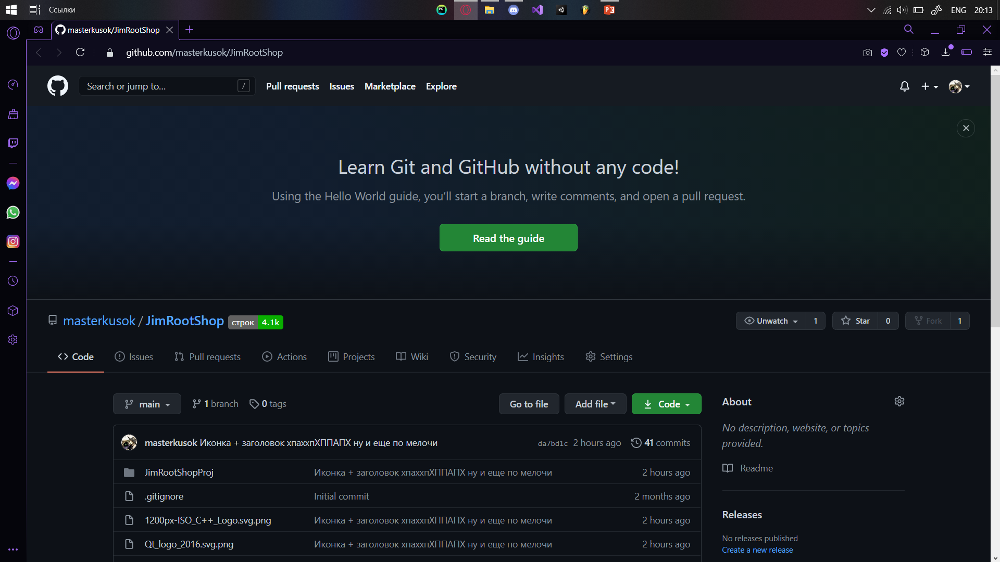 Ссылки
ENG 20:13
masterkusok/JimRootShop
github.com/masterkusok/JimRootShop
Search or jump to... /
Pull requests Issues Marketplace Explore
Learn Git and GitHub without any code!
Using the Hello World guide, you’ll start a branch, write comments, and open a pull request.
Read the guide
masterkusok / JimRootShop строк 4.1k
Unwatch 1 Star 0 Fork 1
Code Issues Pull requests Actions Projects Wiki Security Insights Settings
main 1 branch 0 tags Go to file Add file Code
masterkusok Иконка + заголовок хпаххпХППАПХ ну и еще по мелочи da7bd1c 2 hours ago 41 commits
JimRootShopProj Иконка + заголовок хпаххпХППАПХ ну и еще по мелочи 2 hours ago
.gitignore Initial commit 2 months ago
1200px-ISO_C++_Logo.svg.png Иконка + заголовок хпаххпХППАПХ ну и еще по мелочи 2 hours ago
Qt_logo_2016.svg.png Иконка + заголовок хпаххпХППАПХ ну и еще по мелочи 2 hours ago
About
No description, website, or topics
provided.
Readme
Releases
No releases published
Create a new release